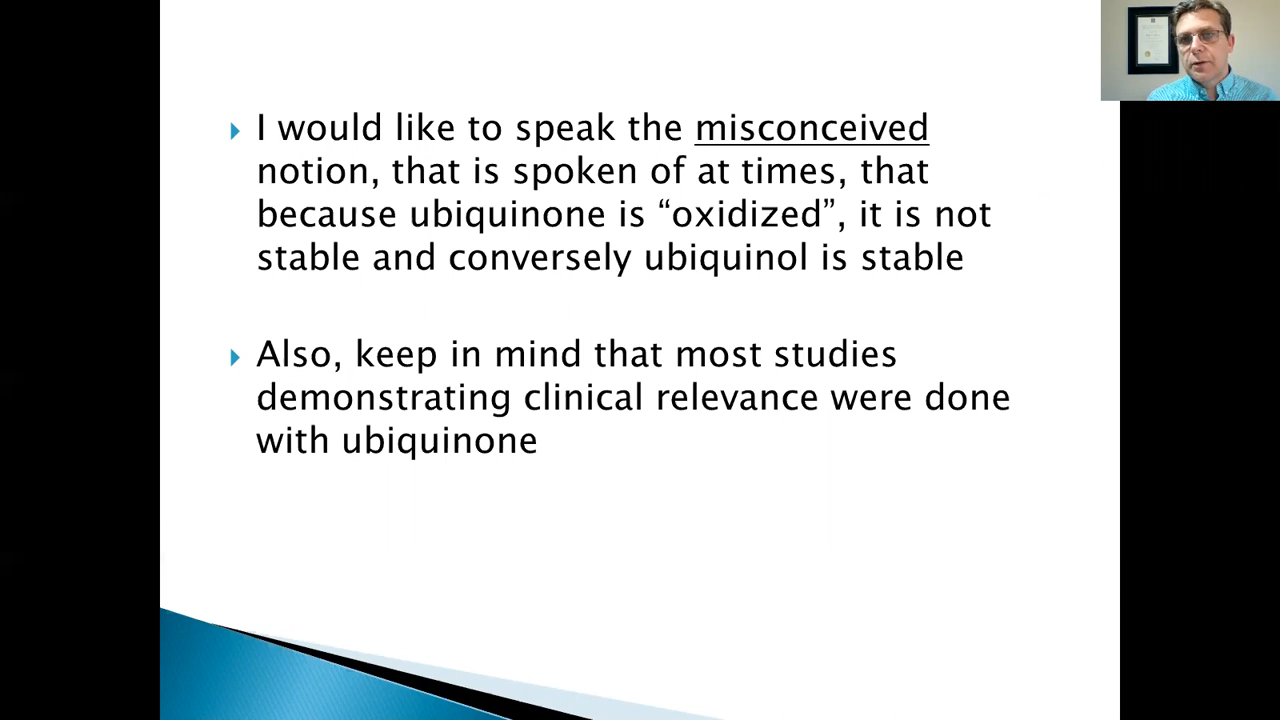 I would like to speak the misconceived
notion, that is spoken of at times, that
because ubiquinone is “oxidized”, it is not
stable and conversely ubiquinol is stable
Also, keep in mind that most studies
demonstrating clinical relevance were done
with ubiquinone